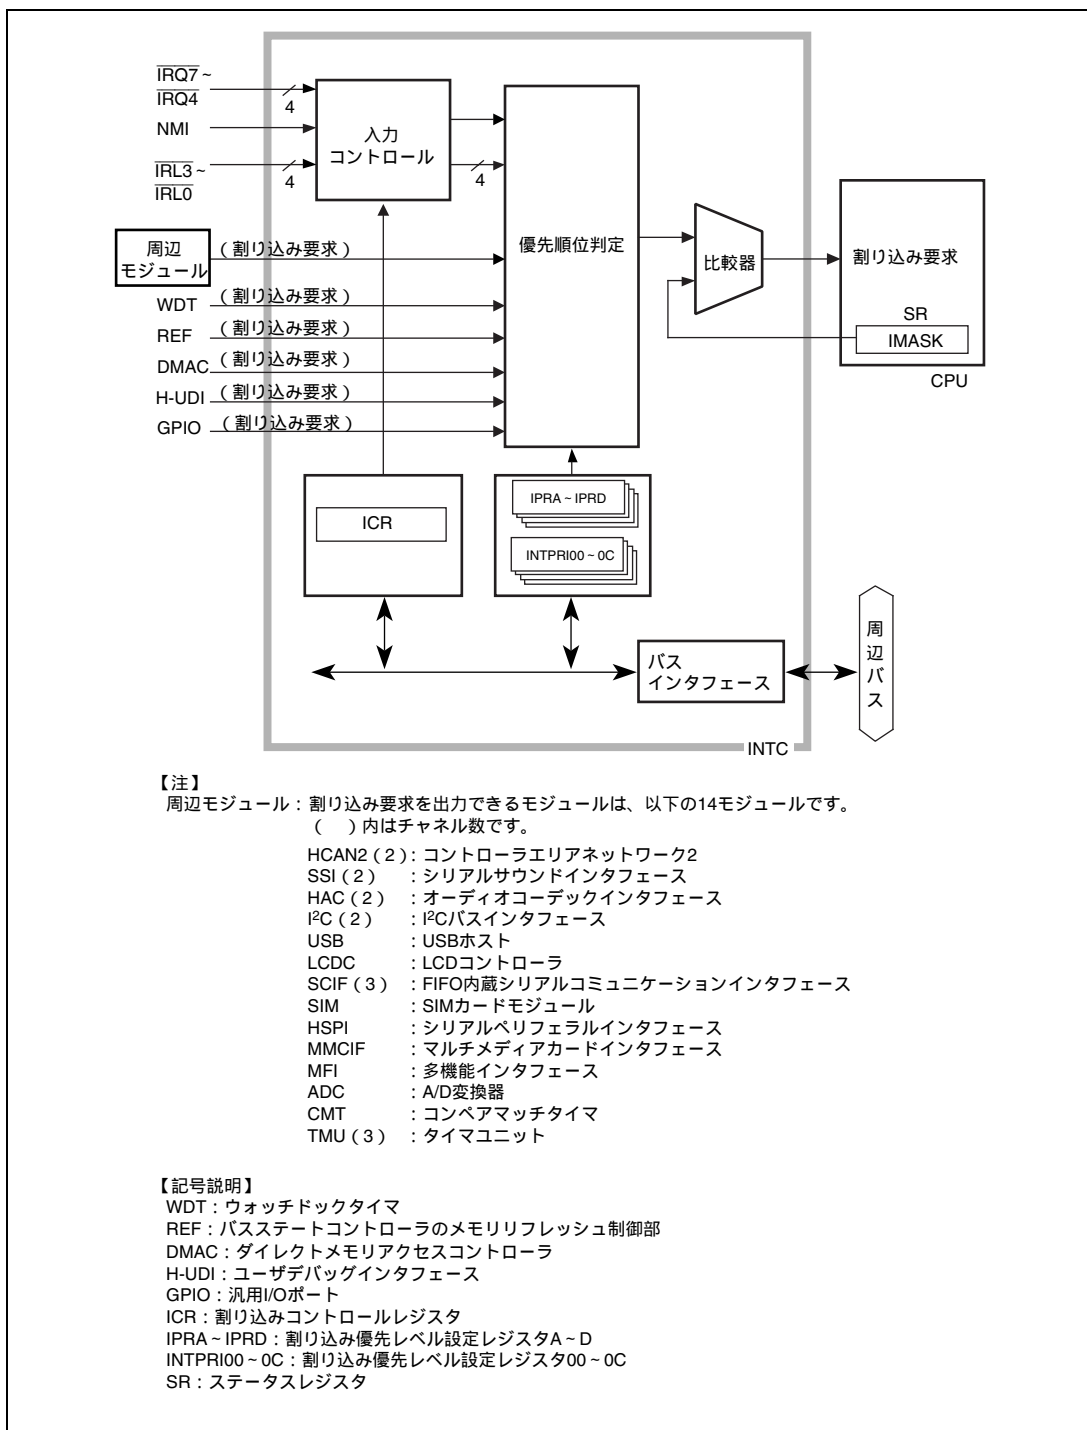 IRQ7~
IRQ4
4
NMI
IRL3~
IRL0
4
入力
コントロール
4
優先順位判定
比較器
割り込み要求
SR
IMASK
CPU
周辺
モジュール
(割り込み要求)
WDT
(割り込み要求)
REF
(割り込み要求)
DMAC
(割り込み要求)
H-UDI
(割り込み要求)
GPIO
(割り込み要求)
ICR
IPRA~IPRD
INTPRI00~0C
バス
インタフェース
周辺バス
INTC
【注】
周辺モジュール:割り込み要求を出力できるモジュールは、以下の14モジュールです。
( )内はチャネル数です。
HCAN2(2):コントローラエリアネットワーク2
SSI(2) :シリアルサウンドインタフェース
HAC(2) :オーディオコーデックインタフェース
I²C(2) :I²Cバスインタフェース
USB :USBホスト
LCDC :LCDコントローラ
SCIF(3) :FIFO内蔵シリアルコミュニケーションインタフェース
SIM :SIMカードモジュール
HSPI :シリアルペリフェラルインタフェース
MMCIF :マルチメディアカードインタフェース
MFI :多機能インタフェース
ADC :A/D変換器
CMT :コンペアマッチタイマ
TMU(3) :タイマユニット
【記号説明】
WDT:ウォッチドックタイマ
REF:バスステートコントローラのメモリリフレッシュ制御部
DMAC:ダイレクトメモリアクセスコントローラ
H-UDI:ユーザデバッグインタフェース
GPIO:汎用I/Oポート
ICR:割り込みコントロールレジスタ
IPRA~IPRD:割り込み優先レベル設定レジスタA~D
INTPRI00~0C:割り込み優先レベル設定レジスタ00~0C
SR:ステータスレジスタ